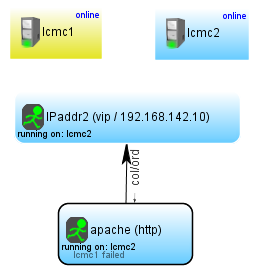 online
lcmc1
online
lcmc2
IPaddr2 (vip / 192.168.142.10)
running on: lcmc2
col/ord
apache (http)
running on: lcmc2
lcmc1 failed